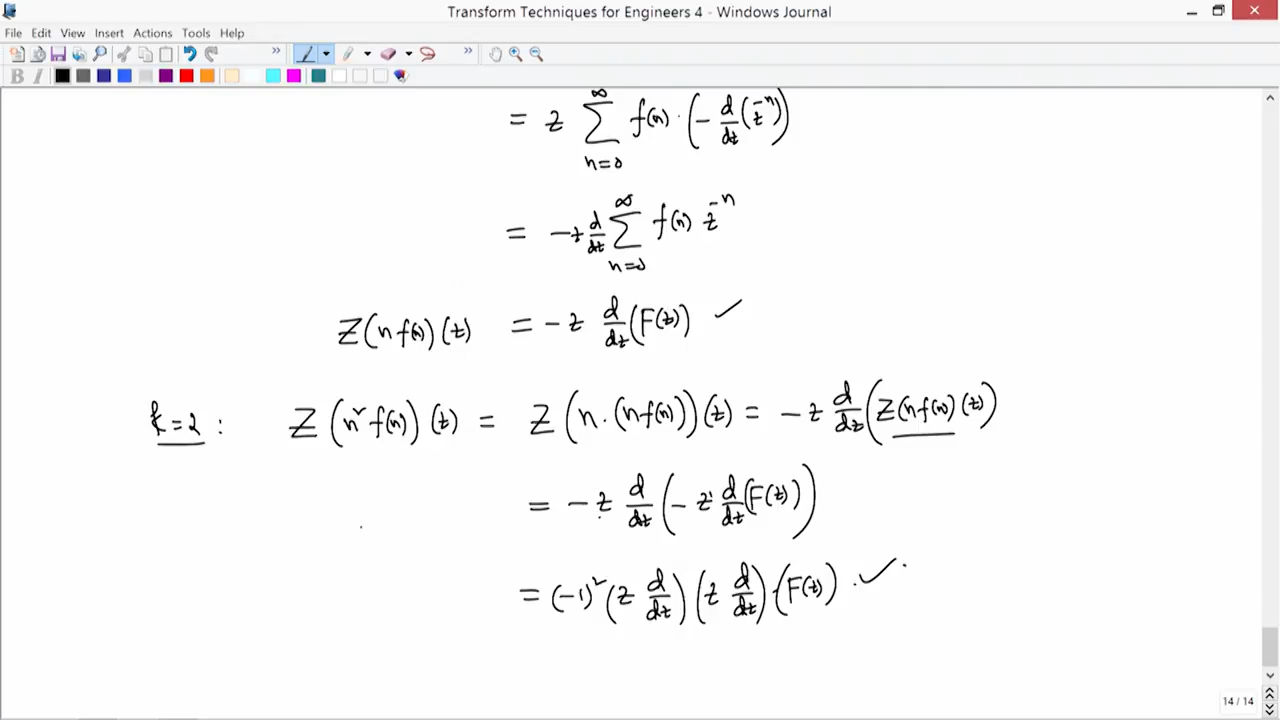 Transform Techniques for Engineers 4 - Windows Journal
File Edit View Insert Actions Tools Help
= z ∑_{n=0}^{∞} f(n) · (- d/dz (z^{-n}))
= -z d/dz ∑_{n=0}^{∞} f(n) z^{-n}
Z(n f(n))(z) = - z d/dz (F(z)) ✓
k=2 : Z(n² f(n))(z) = Z(n·(n f(n)))(z) = - z d/dz (Z(n f(n))(z))
= - z d/dz (- z d/dz (F(z)))
= (-1)² (z d/dz) (z d/dz) (F(z)) . ✓
14 / 14